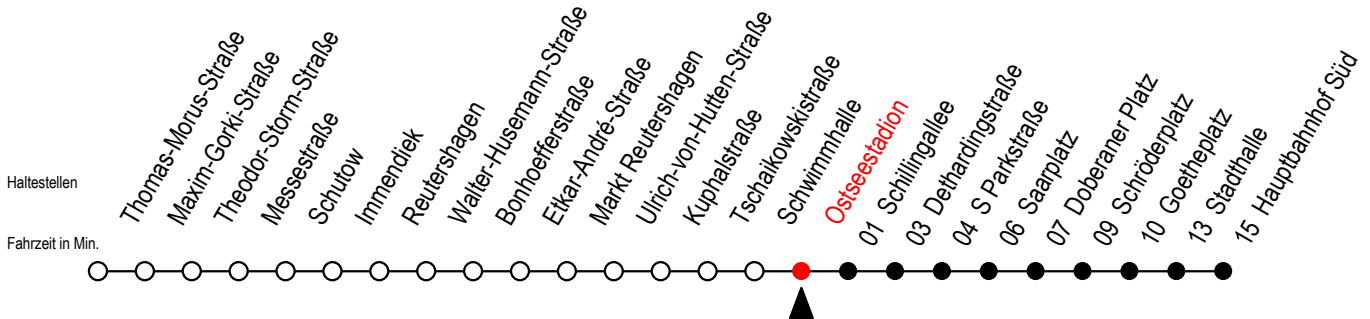 Haltestellen
Fahrzeit in Min.
Thomas-Morus-Straße
Maxim-Gorki-Straße
Theodor-Storm-Straße
Messestraße
Schutow
Immendiek
Reutershagen
Walter-Husemann-Straße
Bonhoefferstraße
Etkar-André-Straße
Markt Reutershagen
Ulrich-von-Hutten-Straße
Kuphalstraße
Tschaikowskistraße
Schwimmhalle
Ostseestadion
01 Schillingallee
03 Dethardingstraße
04 S Parkstraße
06 Saarplatz
07 Doberaner Platz
09 Schröderplatz
10 Goetheplatz
13 Stadthalle
15 Hauptbahnhof Süd